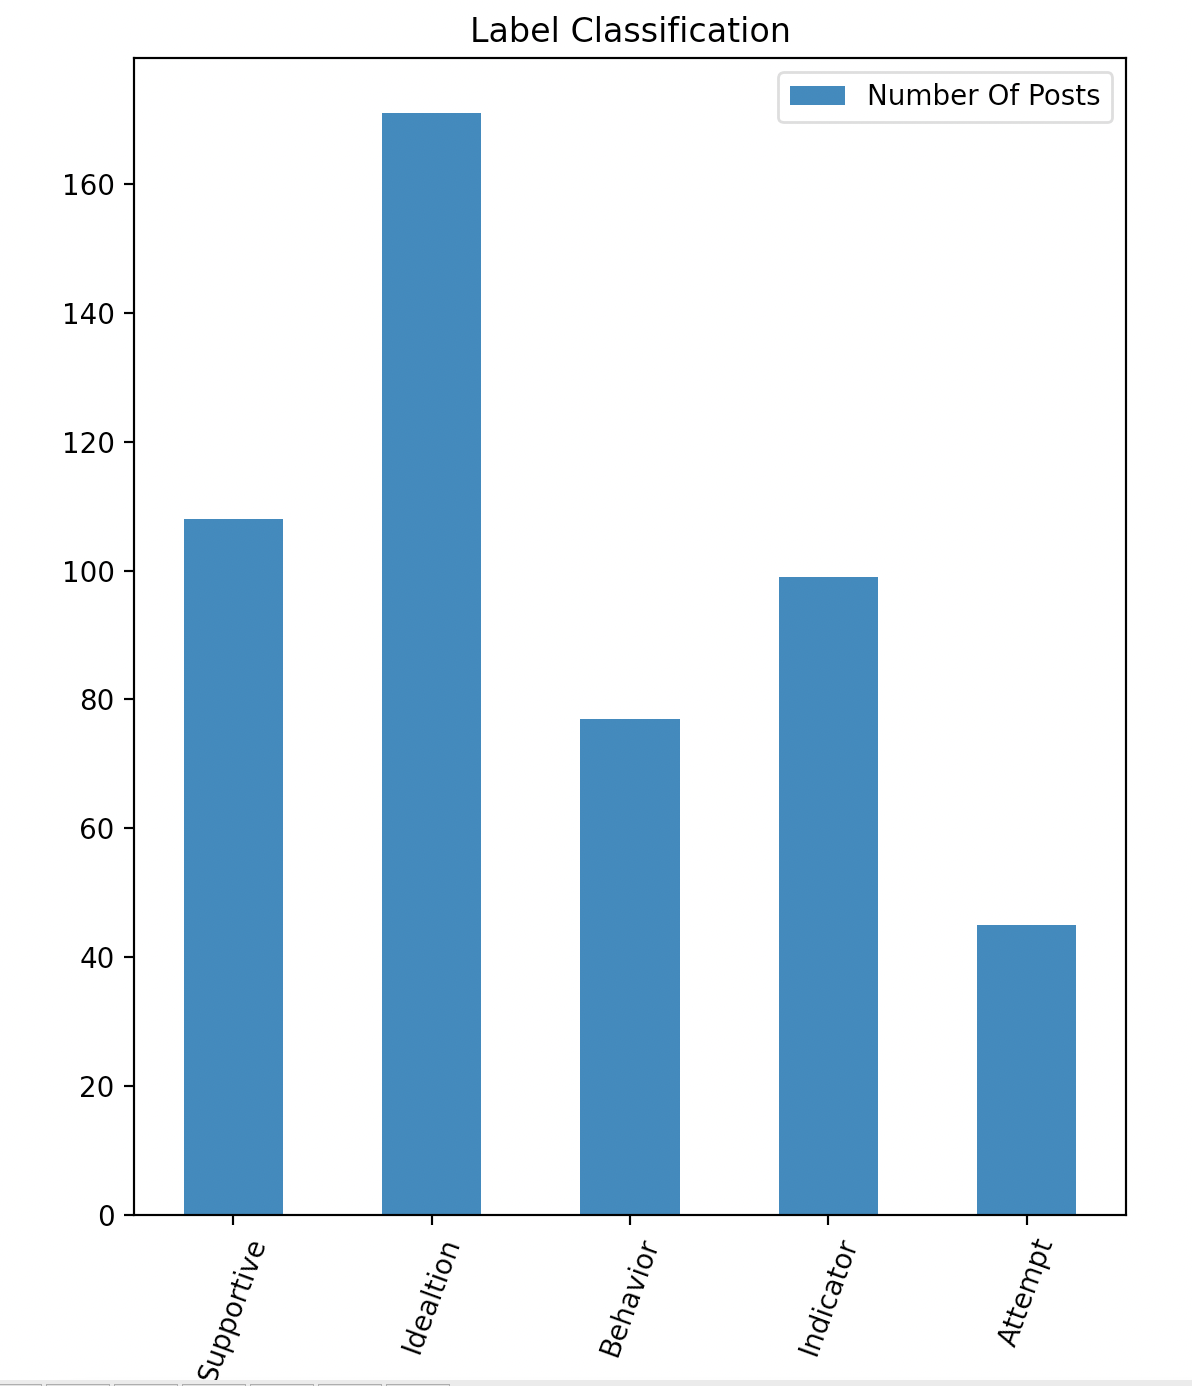 Label Classification
Number Of Posts
160
140
120
100
80
60
40
20
0
Supportive
Idealtion
Behavior
Indicator
Attempt